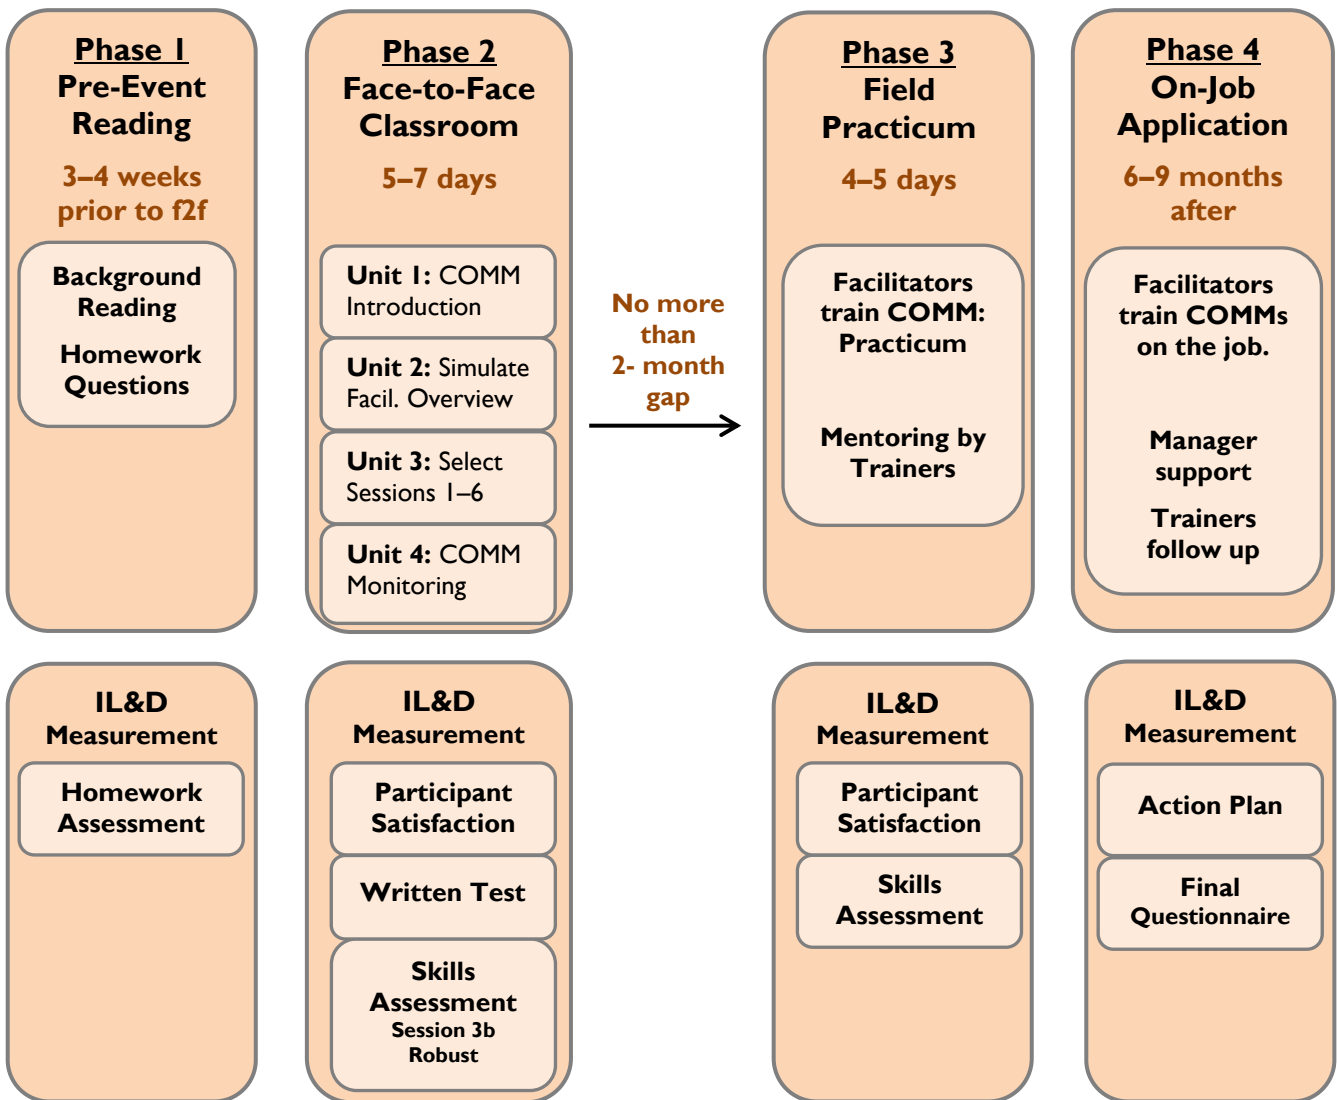 Phase 1
Pre-Event
Reading
3–4 weeks
prior to f2f
Background
Reading
Homework
Questions
Phase 2
Face-to-Face
Classroom
5–7 days
Unit 1: COMM
Introduction
Unit 2: Simulate
Facil. Overview
Unit 3: Select
Sessions 1–6
Unit 4: COMM
Monitoring
No more
than
2- month
gap
Phase 3
Field
Practicum
4–5 days
Facilitators
train COMM:
Practicum
Mentoring by
Trainers
Phase 4
On-Job
Application
6–9 months
after
Facilitators
train COMMs
on the job.
Manager
support
Trainers
follow up
IL&D
Measurement
Homework
Assessment
IL&D
Measurement
Participant
Satisfaction
Written Test
Skills
Assessment
Session 3b
Robust
IL&D
Measurement
Participant
Satisfaction
Skills
Assessment
IL&D
Measurement
Action Plan
Final
Questionnaire